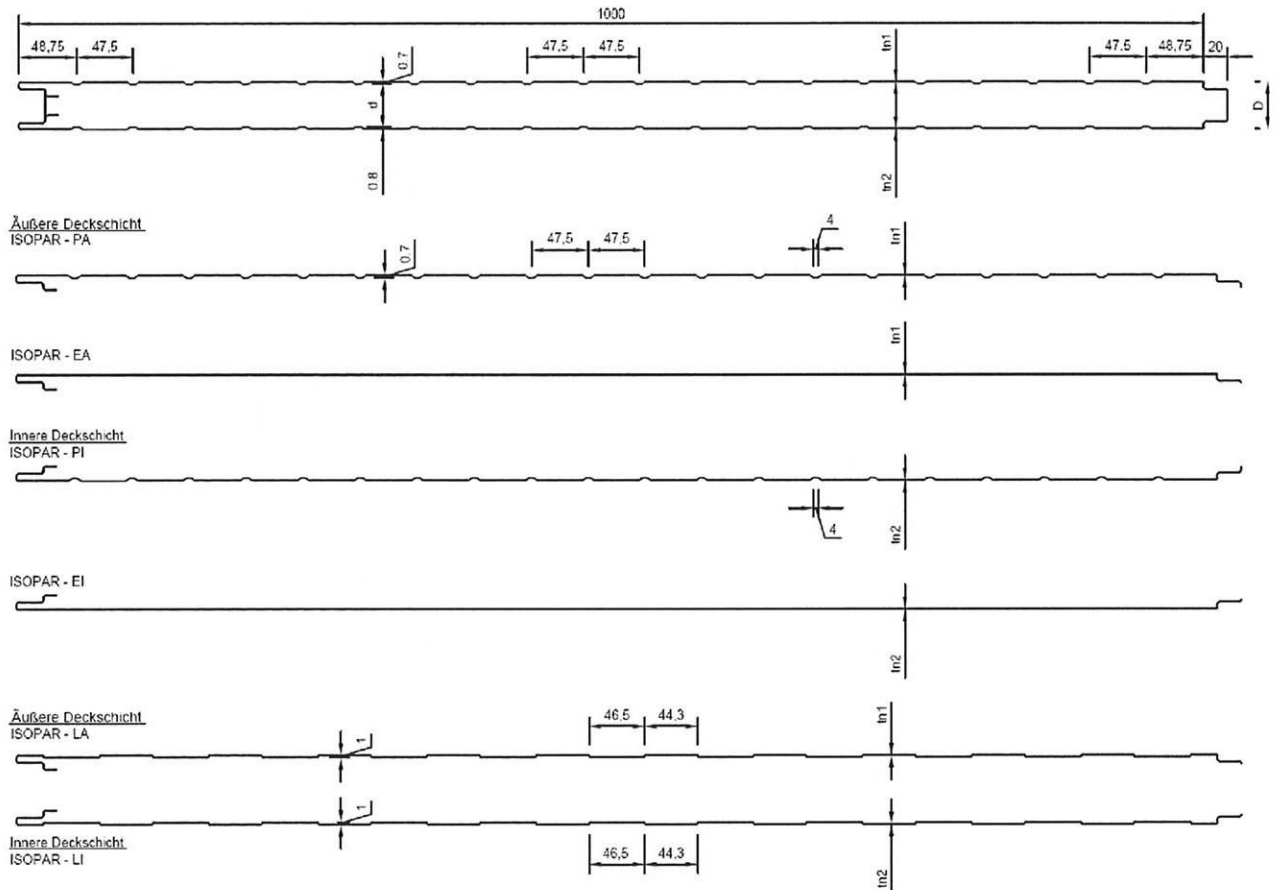 1000
48,75 47,5 47,5 47,5 47,5 48,75 20
0.7 tn1
d D
0.8 tn2
Äußere Deckschicht
ISOPAR - PA
47,5 47,5 4
0.7 tn1
ISOPAR - EA
tn1
Innere Deckschicht
ISOPAR - PI
4
tn2
ISOPAR - EI
tn2
Äußere Deckschicht
ISOPAR - LA
46,5 44,3
1 tn1
1
Innere Deckschicht
ISOPAR - LI
46,5 44,3
tn2